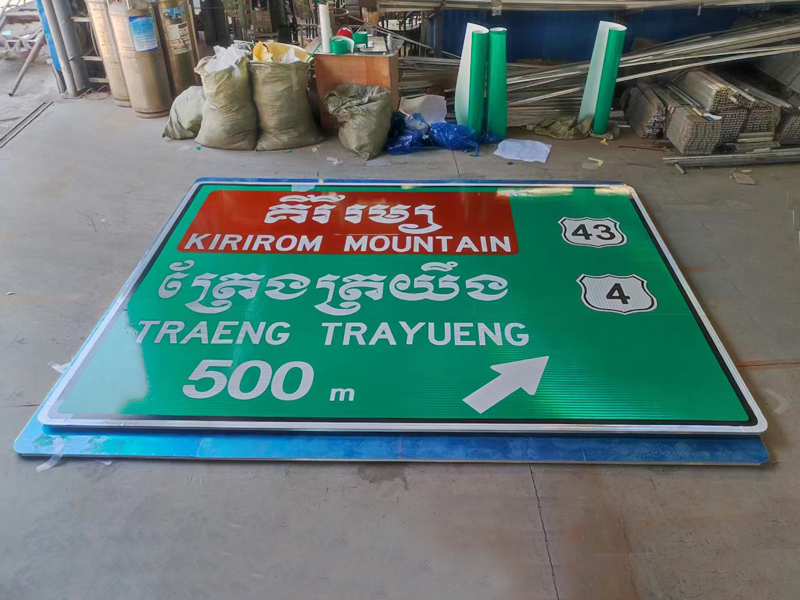 គិរីរម្យ
KIRIROM MOUNTAIN
43
ត្រែងត្រយឹង
4
TRAENG TRAYUENG
500 m